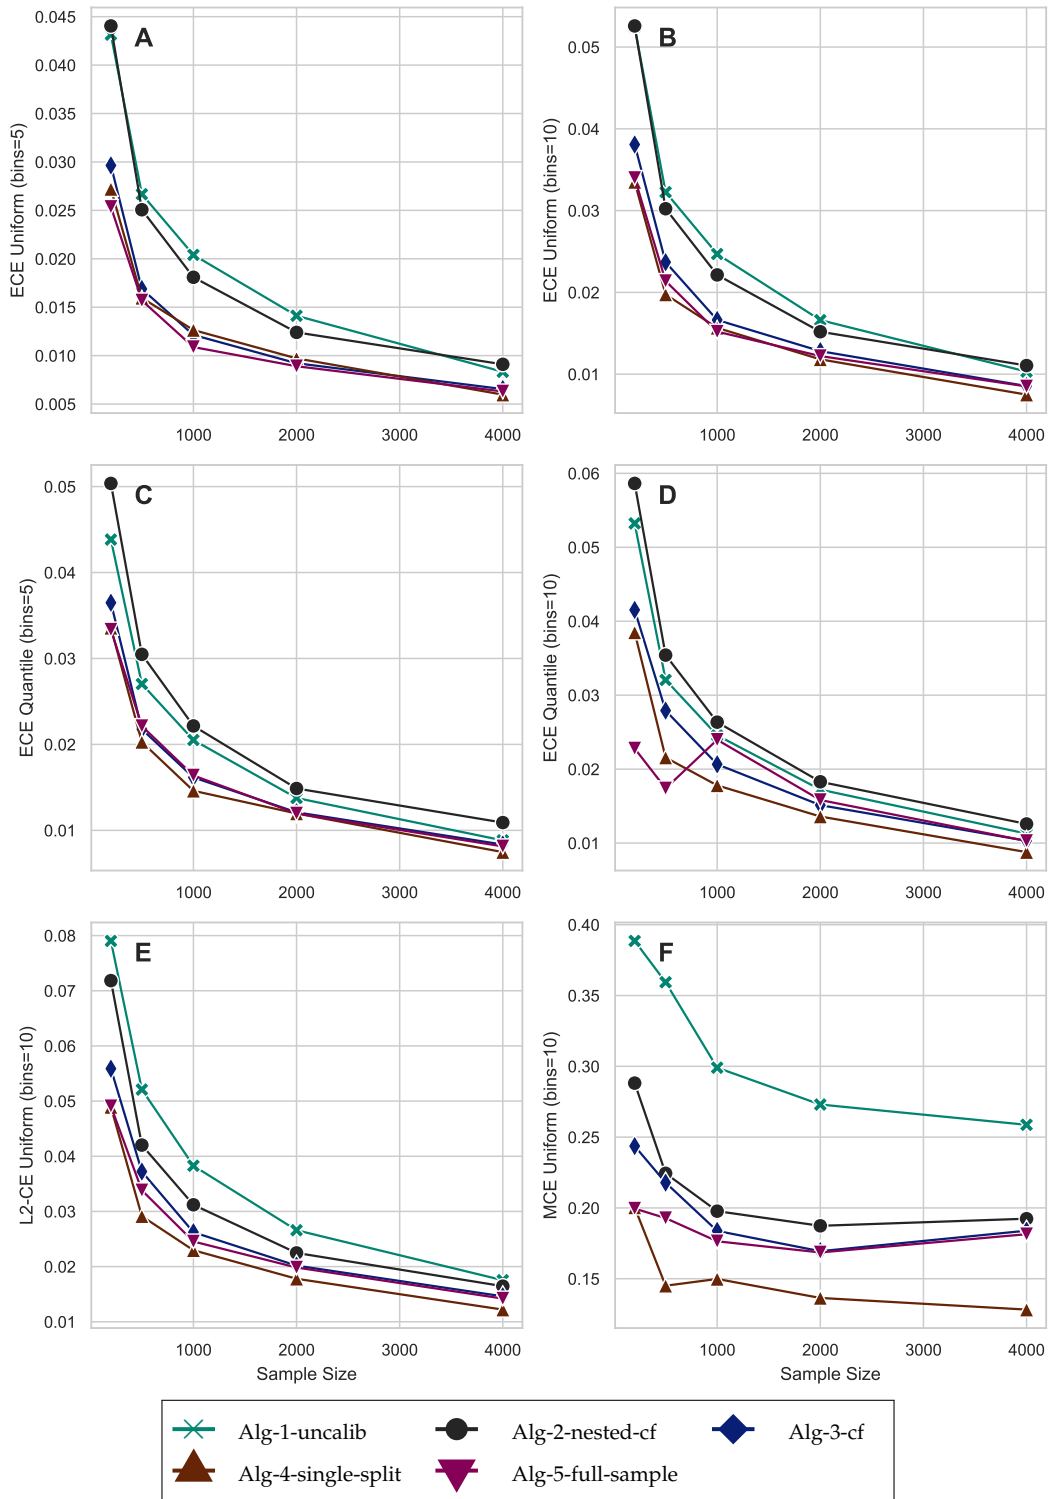 A
ECE Uniform (bins=5)
0.045
0.040
0.035
0.030
0.025
0.020
0.015
0.010
0.005
1000 2000 3000 4000
B
ECE Uniform (bins=10)
0.05
0.04
0.03
0.02
0.01
1000 2000 3000 4000
C
ECE Quantile (bins=5)
0.05
0.04
0.03
0.02
0.01
1000 2000 3000 4000
D
ECE Quantile (bins=10)
0.06
0.05
0.04
0.03
0.02
0.01
1000 2000 3000 4000
E
L2-CE Uniform (bins=10)
0.08
0.07
0.06
0.05
0.04
0.03
0.02
0.01
1000 2000 3000 4000
Sample Size
F
MCE Uniform (bins=10)
0.40
0.35
0.30
0.25
0.20
0.15
1000 2000 3000 4000
Sample Size
Alg-1-uncalib Alg-2-nested-cf Alg-3-cf
Alg-4-single-split Alg-5-full-sample